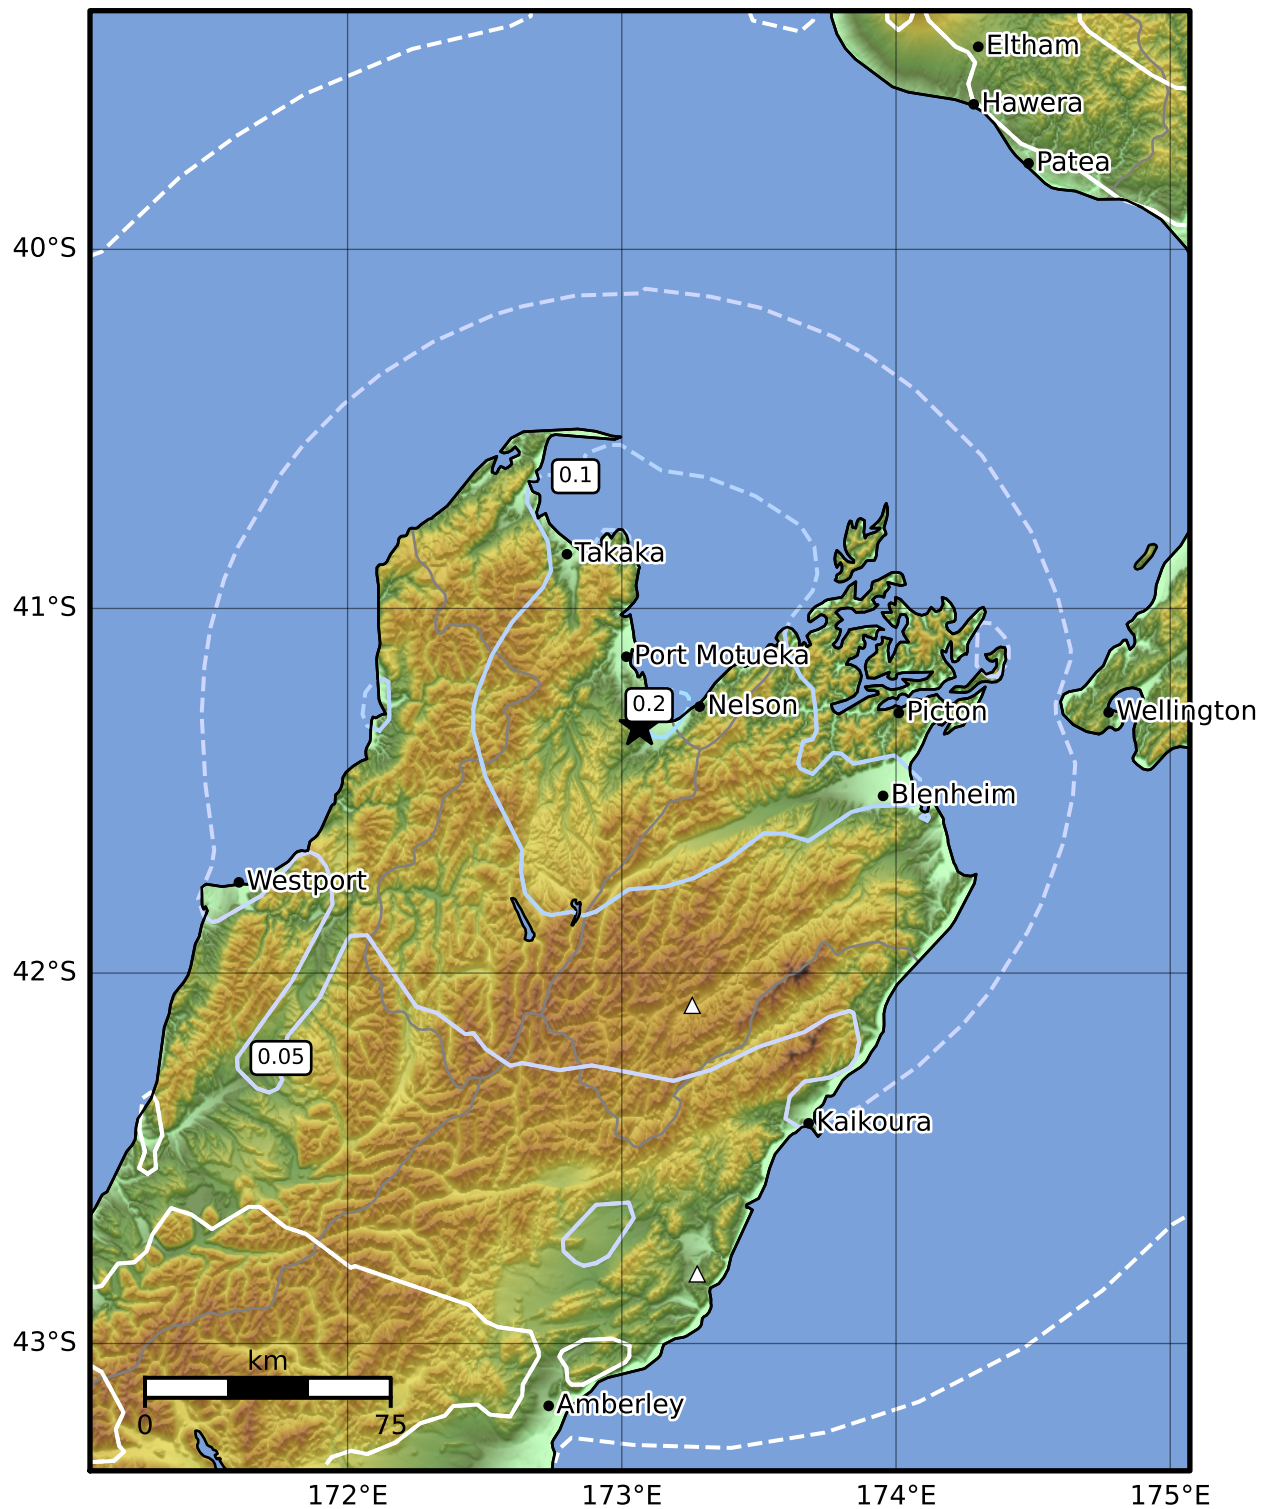 Eltham
Hawera
Patea
40°S
0.1
Takaka
41°S
Port Motueka
0.2
Nelson
Picton
Wellington
Blenheim
Westport
42°S
0.05
Kaikoura
43°S
km
0
75
Amberley
172°E
173°E
174°E
175°E